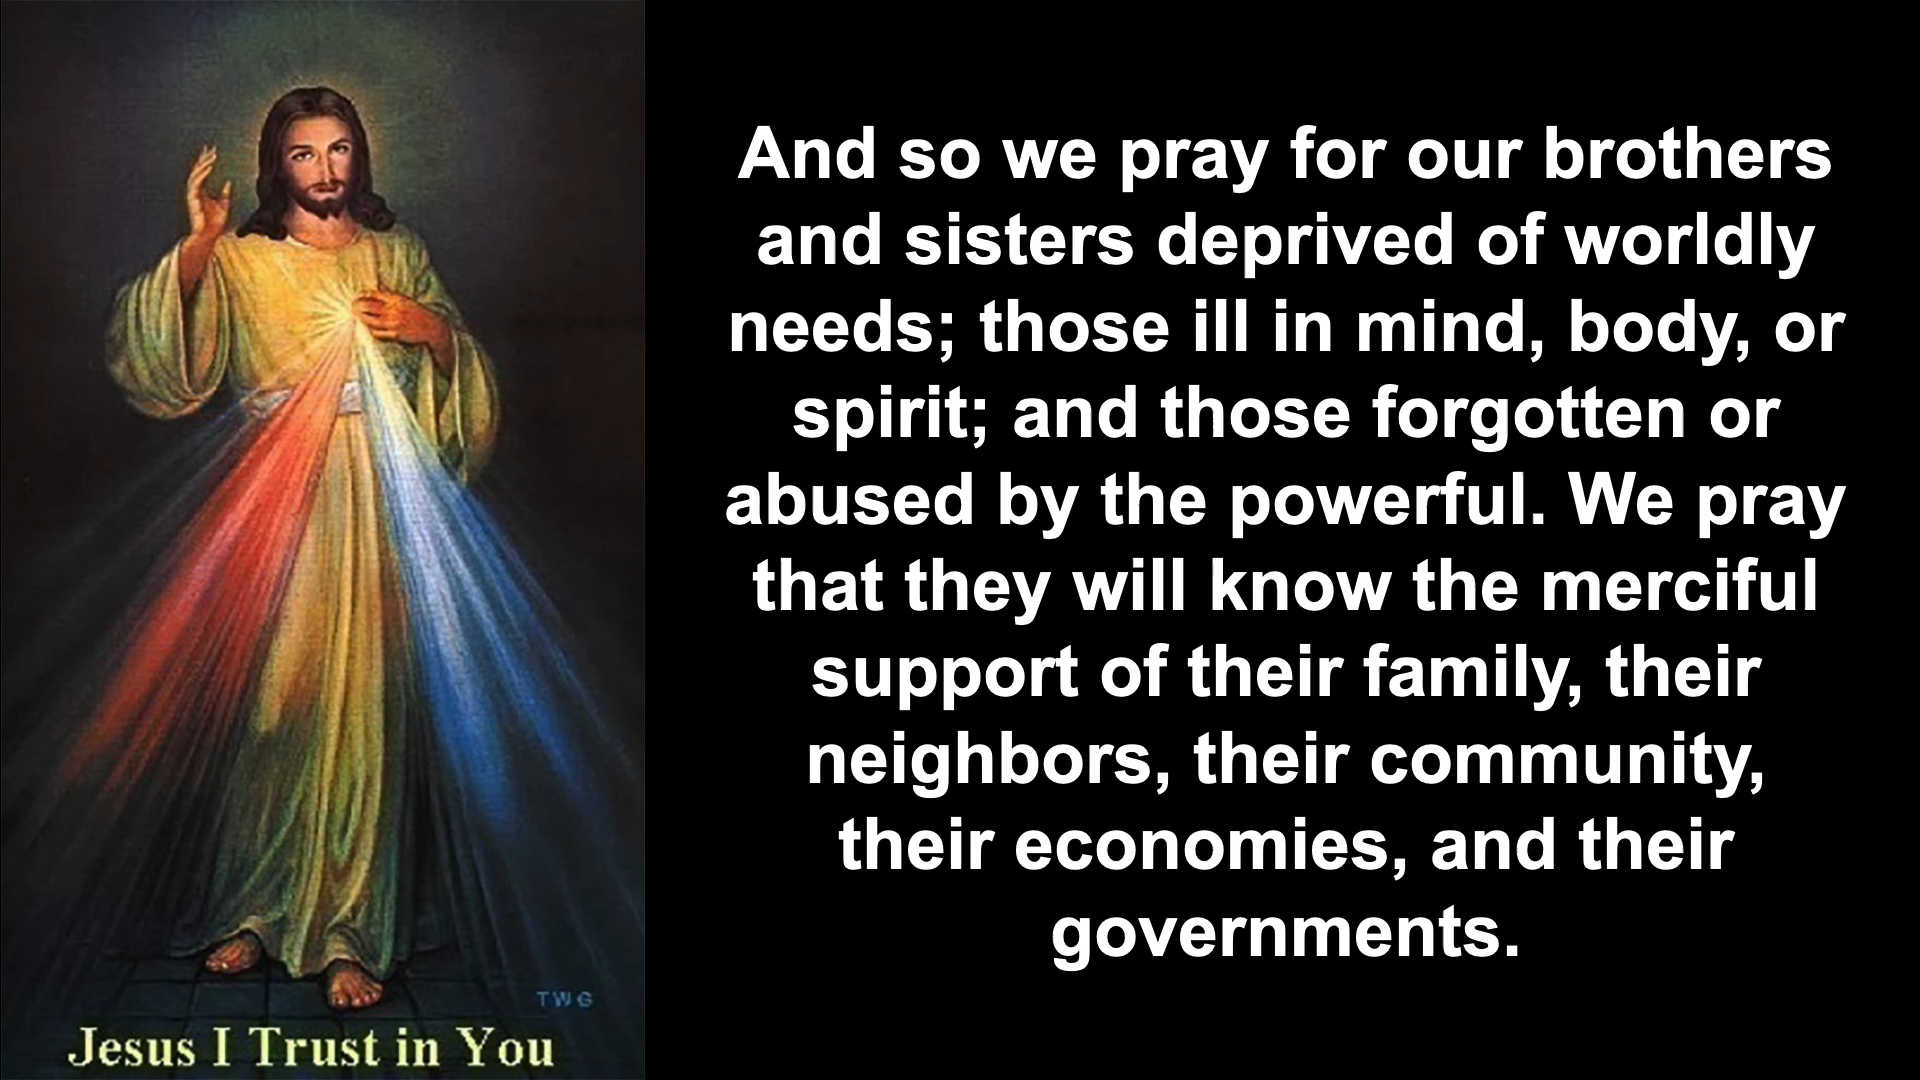 And so we pray for our brothers
and sisters deprived of worldly
needs; those ill in mind, body, or
spirit; and those forgotten or
abused by the powerful. We pray
that they will know the merciful
support of their family, their
neighbors, their community,
their economies, and their
governments.
TWG
Jesus I Trust in You